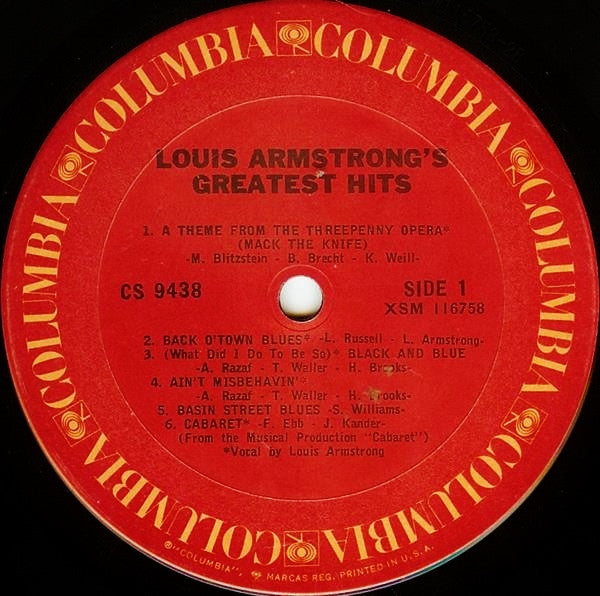 COLUMBIA COLUMBIA COLUMBIA COLUMBIA COLUMBIA COLUMBIA COLUMBIA COLUMBIA
LOUIS ARMSTRONG'S
GREATEST HITS
1. A THEME FROM THE THREEPENNY OPERA*
(MACK THE KNIFE)
-M. Blitzstein - B. Brecht - K. Weill-
CS 9438
SIDE 1
XSM 116758
2. BACK O'TOWN BLUES* -L. Russell - L. Armstrong-
3. (What Did I Do To Be So)* BLACK AND BLUE
-A. Razaf - T. Waller - H. Brooks-
4. AIN'T MISBEHAVIN'*
-A. Razaf - T. Waller - H. Brooks-
5. BASIN STREET BLUES -S. Williams-
6. CABARET* -F. Ebb - J. Kander-
(From the Musical Production "Cabaret")
*Vocal by Louis Armstrong
®"COLUMBIA", MARCAS REG. PRINTED IN U.S.A.